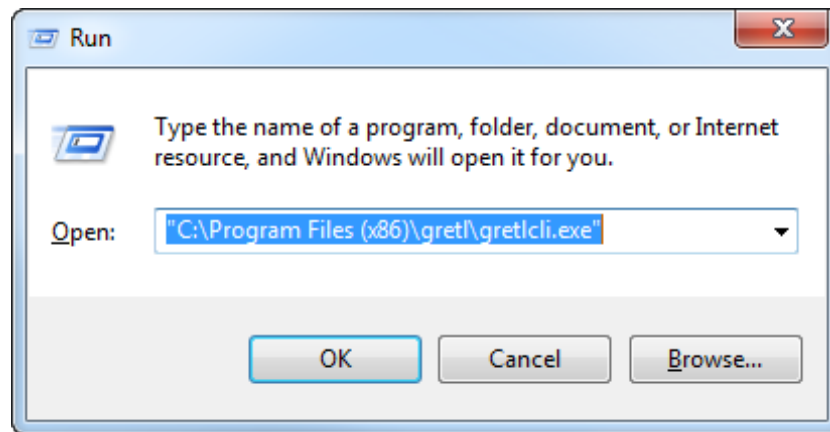 Run
Type the name of a program, folder, document, or Internet
resource, and Windows will open it for you.
Open: "C:\Program Files (x86)\gretl\gretlcli.exe"
OK Cancel Browse...